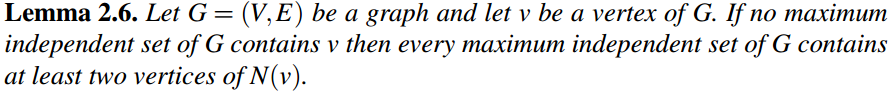 Lemma 2.6. Let G = (V, E) be a graph and let v be a vertex of G. If no maximum
independent set of G contains v then every maximum independent set of G contains
at least two vertices of N(v).